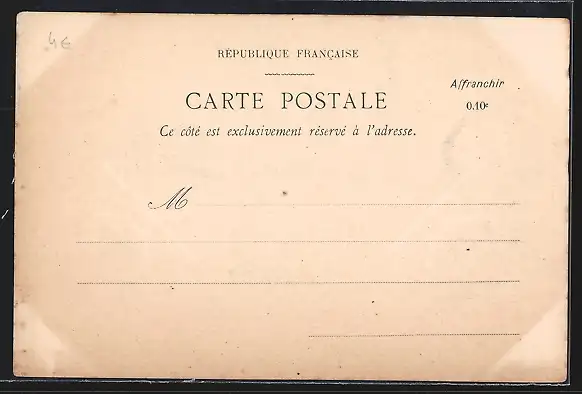 4€
RÉPUBLIQUE FRANÇAISE
Affranchir
0.10c
CARTE POSTALE
Ce côté est exclusivement réservé à l'adresse.
M